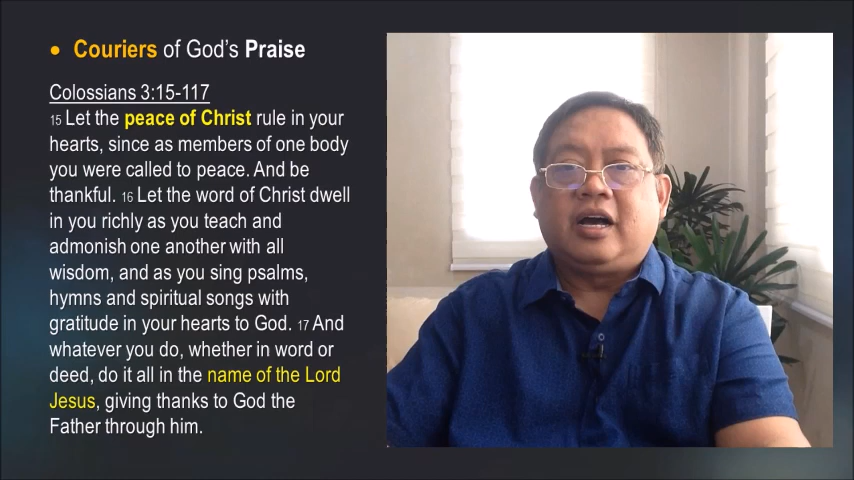 • Couriers of God's Praise
Colossians 3:15-117
15 Let the peace of Christ rule in your
hearts, since as members of one body
you were called to peace. And be
thankful. 16 Let the word of Christ dwell
in you richly as you teach and
admonish one another with all
wisdom, and as you sing psalms,
hymns and spiritual songs with
gratitude in your hearts to God. 17 And
whatever you do, whether in word or
deed, do it all in the name of the Lord
Jesus, giving thanks to God the
Father through him.